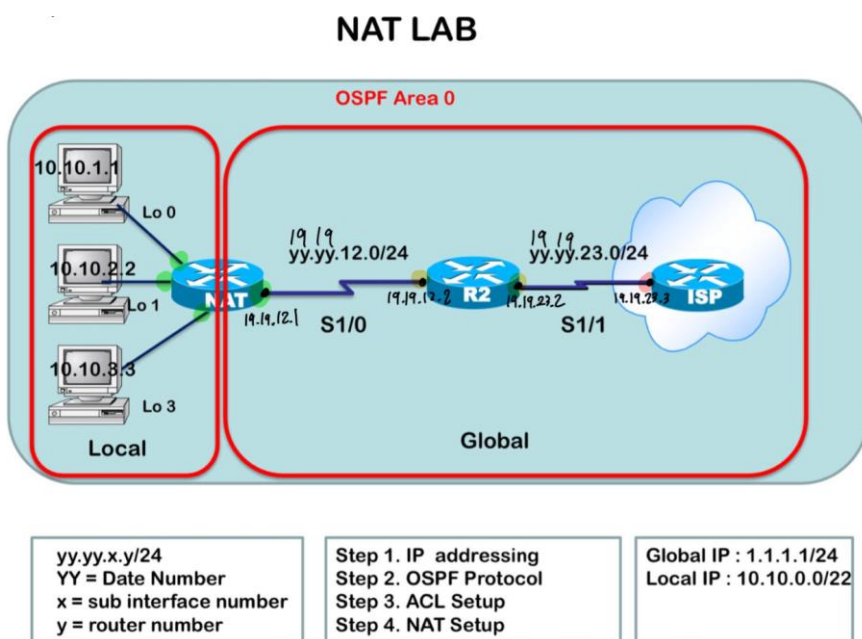 NAT LAB
OSPF Area 0
10.10.1.1
Lo 0
10.10.2.2
Lo 1
10.10.3.3
Lo 3
Local
NAT
19 19
yy.yy.12.0/24
19.19.12.1
S1/0
19.19.12.2
R2
19 19
yy.yy.23.0/24
19.19.23.2
S1/1
19.19.23.3
ISP
Global
yy.yy.x.y/24
YY = Date Number
x = sub interface number
y = router number
Step 1. IP addressing
Step 2. OSPF Protocol
Step 3. ACL Setup
Step 4. NAT Setup
Global IP : 1.1.1.1/24
Local IP : 10.10.0.0/22